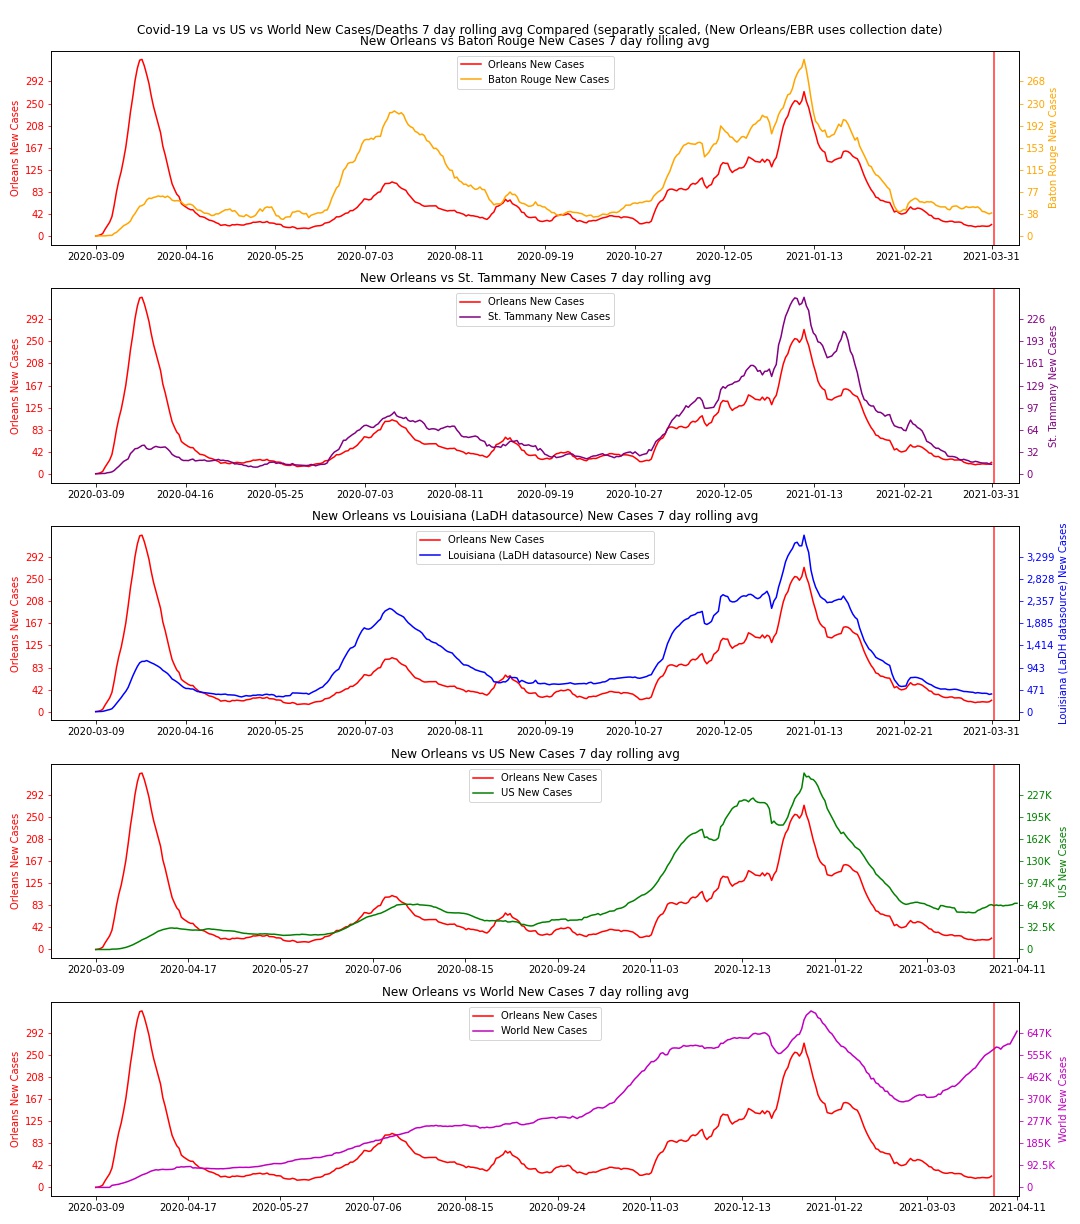 Covid-19 La vs US vs World New Cases/Deaths 7 day rolling avg Compared (separatly scaled, (New Orleans/EBR uses collection date)
New Orleans vs Baton Rouge New Cases 7 day rolling avg
Orleans New Cases
Baton Rouge New Cases
Orleans New Cases
292
250
208
167
125
83
42
0
268
230
192
153
115
77
38
0
Baton Rouge New Cases
2020-03-09 2020-04-16 2020-05-25 2020-07-03 2020-08-11 2020-09-19 2020-10-27 2020-12-05 2021-01-13 2021-02-21 2021-03-31
New Orleans vs St. Tammany New Cases 7 day rolling avg
Orleans New Cases
St. Tammany New Cases
Orleans New Cases
292
250
208
167
125
83
42
0
226
193
161
129
97
64
32
0
St. Tammany New Cases
2020-03-09 2020-04-16 2020-05-25 2020-07-03 2020-08-11 2020-09-19 2020-10-27 2020-12-05 2021-01-13 2021-02-21 2021-03-31
New Orleans vs Louisiana (LaDH datasource) New Cases 7 day rolling avg
Orleans New Cases
Louisiana (LaDH datasource) New Cases
Orleans New Cases
292
250
208
167
125
83
42
0
3,299
2,828
2,357
1,885
1414
943
471
0
Louisiana (LaDH datasource) New Cases
2020-03-09 2020-04-16 2020-05-25 2020-07-03 2020-08-11 2020-09-19 2020-10-27 2020-12-05 2021-01-13 2021-02-21 2021-03-31
New Orleans vs US New Cases 7 day rolling avg
Orleans New Cases
US New Cases
Orleans New Cases
292
250
208
167
125
83
42
0
227K
195K
162K
130K
97.4K
64.9K
32.5K
0
US New Cases
2020-03-09 2020-04-17 2020-05-27 2020-07-06 2020-08-15 2020-09-24 2020-11-03 2020-12-13 2021-01-22 2021-03-03 2021-04-11
New Orleans vs World New Cases 7 day rolling avg
Orleans New Cases
World New Cases
Orleans New Cases
292
250
208
167
125
83
42
0
647K
555K
462K
370K
277K
185K
92.5K
0
World New Cases
2020-03-09 2020-04-17 2020-05-27 2020-07-06 2020-08-15 2020-09-24 2020-11-03 2020-12-13 2021-01-22 2021-03-03 2021-04-11